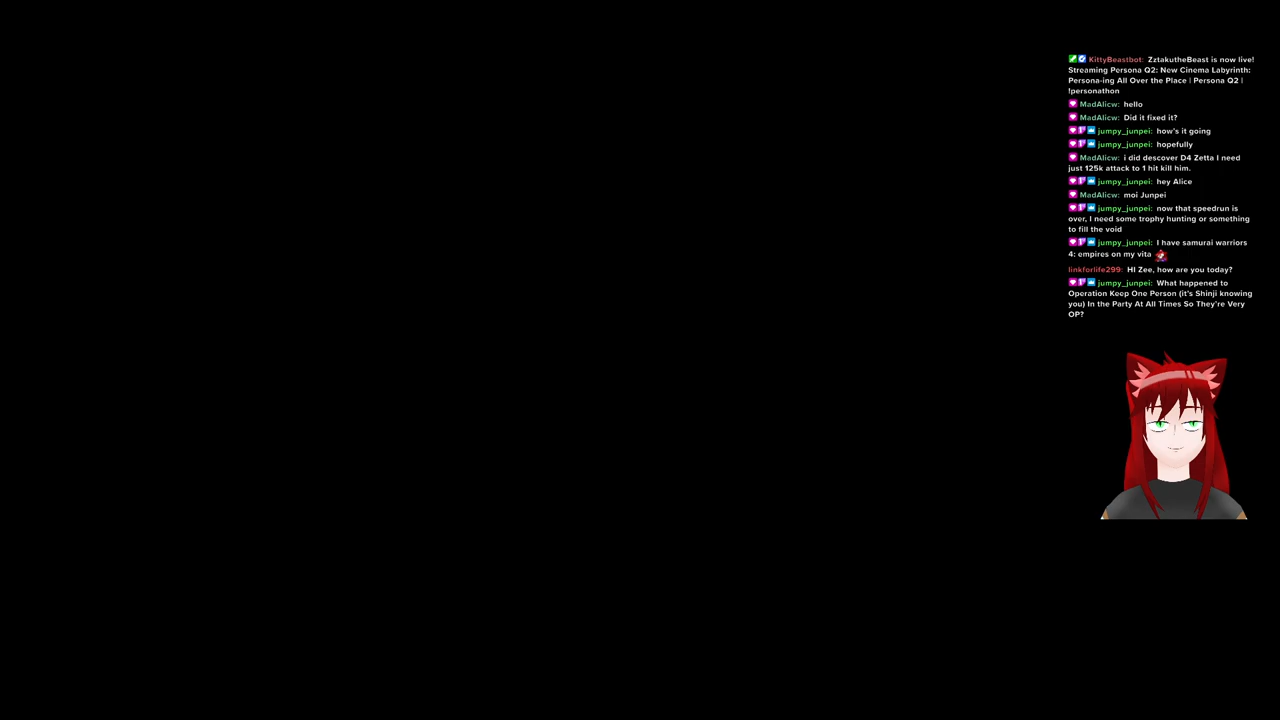 KittyBeastbot: ZztakutheBeast is now live!
Streaming Persona Q2: New Cinema Labyrinth:
Persona-ing All Over the Place | Persona Q2 |
!personathon
MadAlicw: hello
MadAlicw: Did it fixed it?
jumpy_junpei: how's it going
jumpy_junpei: hopefully
MadAlicw: i did descover D4 Zetta I need
just 125k attack to 1 hit kill him.
jumpy_junpei: hey Alice
MadAlicw: moi Junpei
jumpy_junpei: now that speedrun is
over, I need some trophy hunting or something
to fill the void
jumpy_junpei: I have samurai warriors
4: empires on my vita
linkforlife299: HI Zee, how are you today?
jumpy_junpei: What happened to
Operation Keep One Person (it's Shinji knowing
you) In the Party At All Times So They're Very
OP?